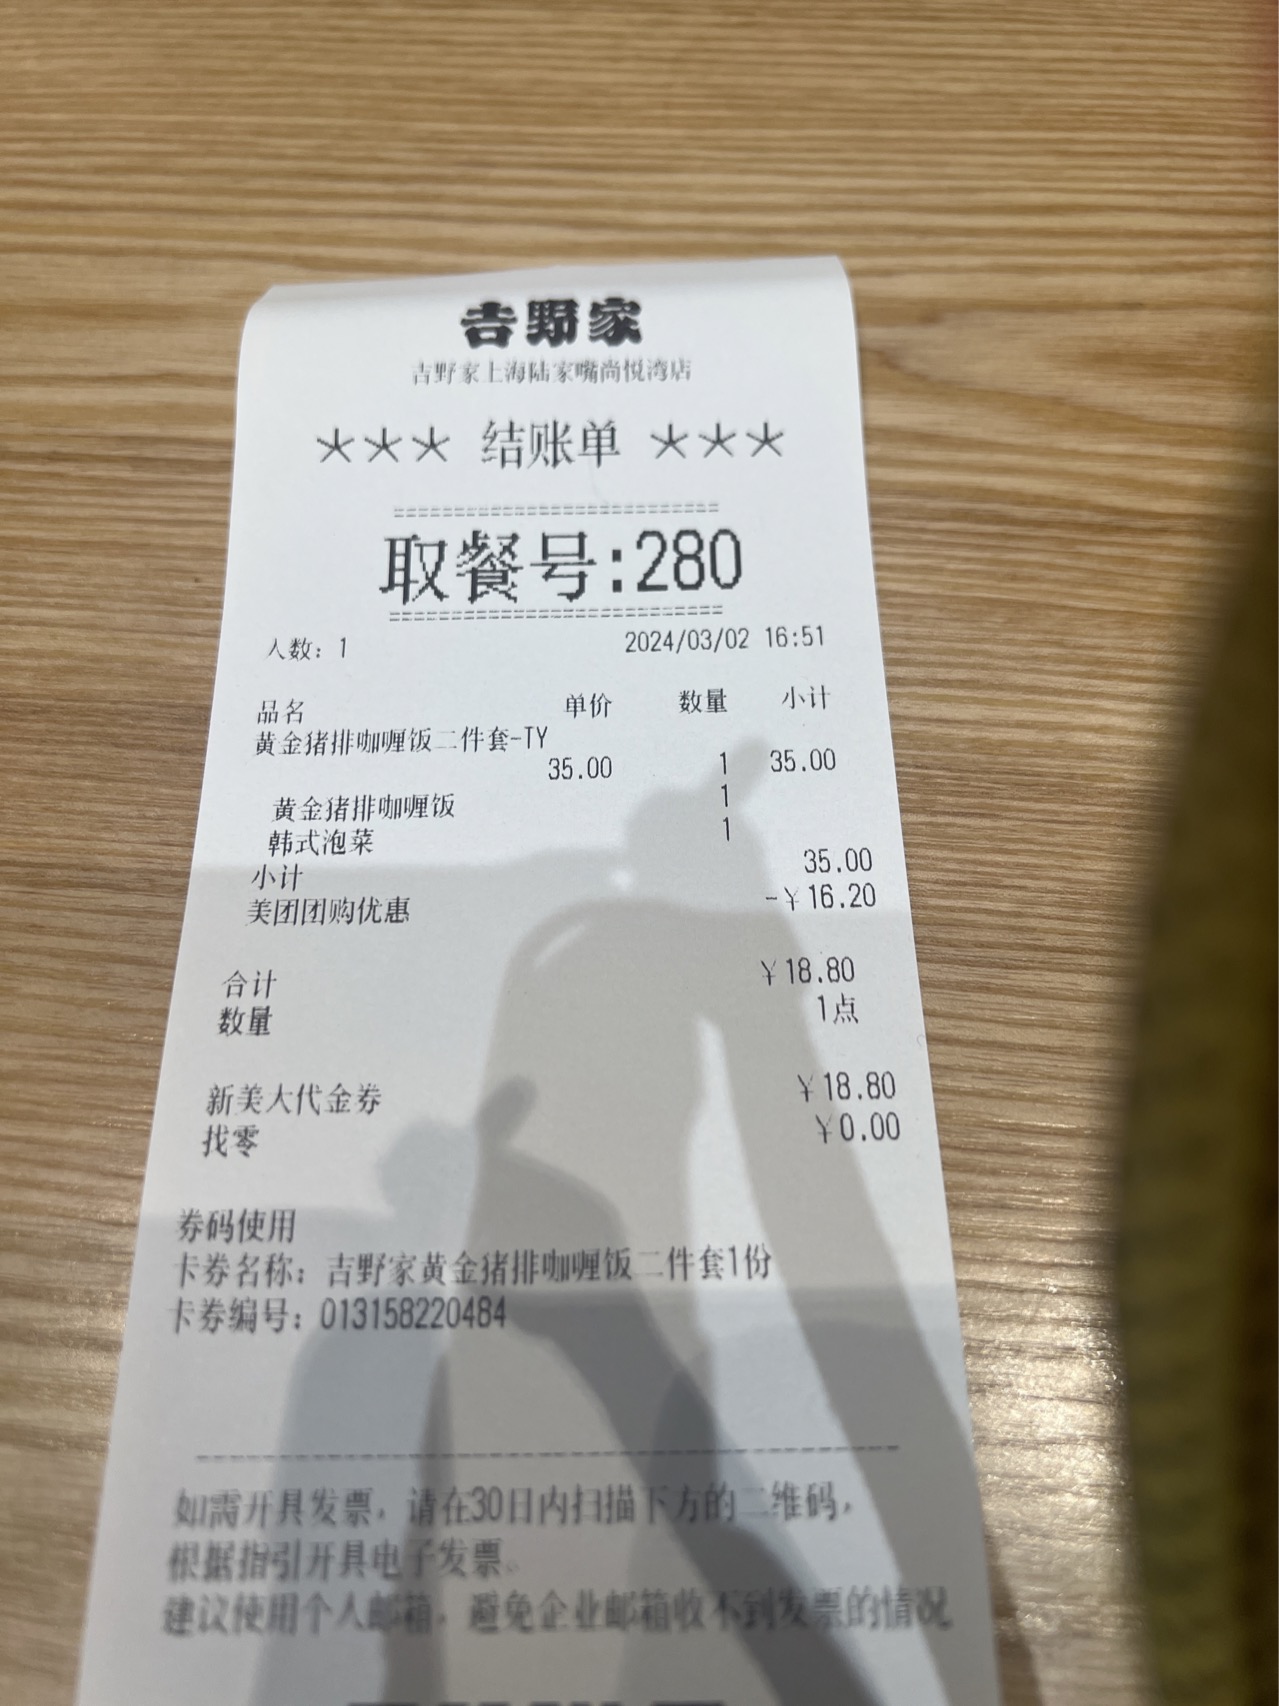 吉野家
吉野家上海陆家嘴尚悦湾店
*** 结账单 ***
===========================
取餐号:280
===========================
人数: 1 2024/03/02 16:51
品名 单价 数量 小计
黄金猪排咖喱饭二件套-TY
35.00 1 35.00
黄金猪排咖喱饭 1
韩式泡菜 1
小计 35.00
美团团购优惠 -￥16.20
合计 ￥18.80
数量 1点
新美大代金券 ￥18.80
找零 ￥0.00
券码使用
卡券名称: 吉野家黄金猪排咖喱饭二件套1份
卡券编号: 013158220484
------------------------------------------------
如需开具发票，请在30日内扫描下方的二维码，
根据指引开具电子发票。
建议使用个人邮箱，避免企业邮箱收不到发票的情况